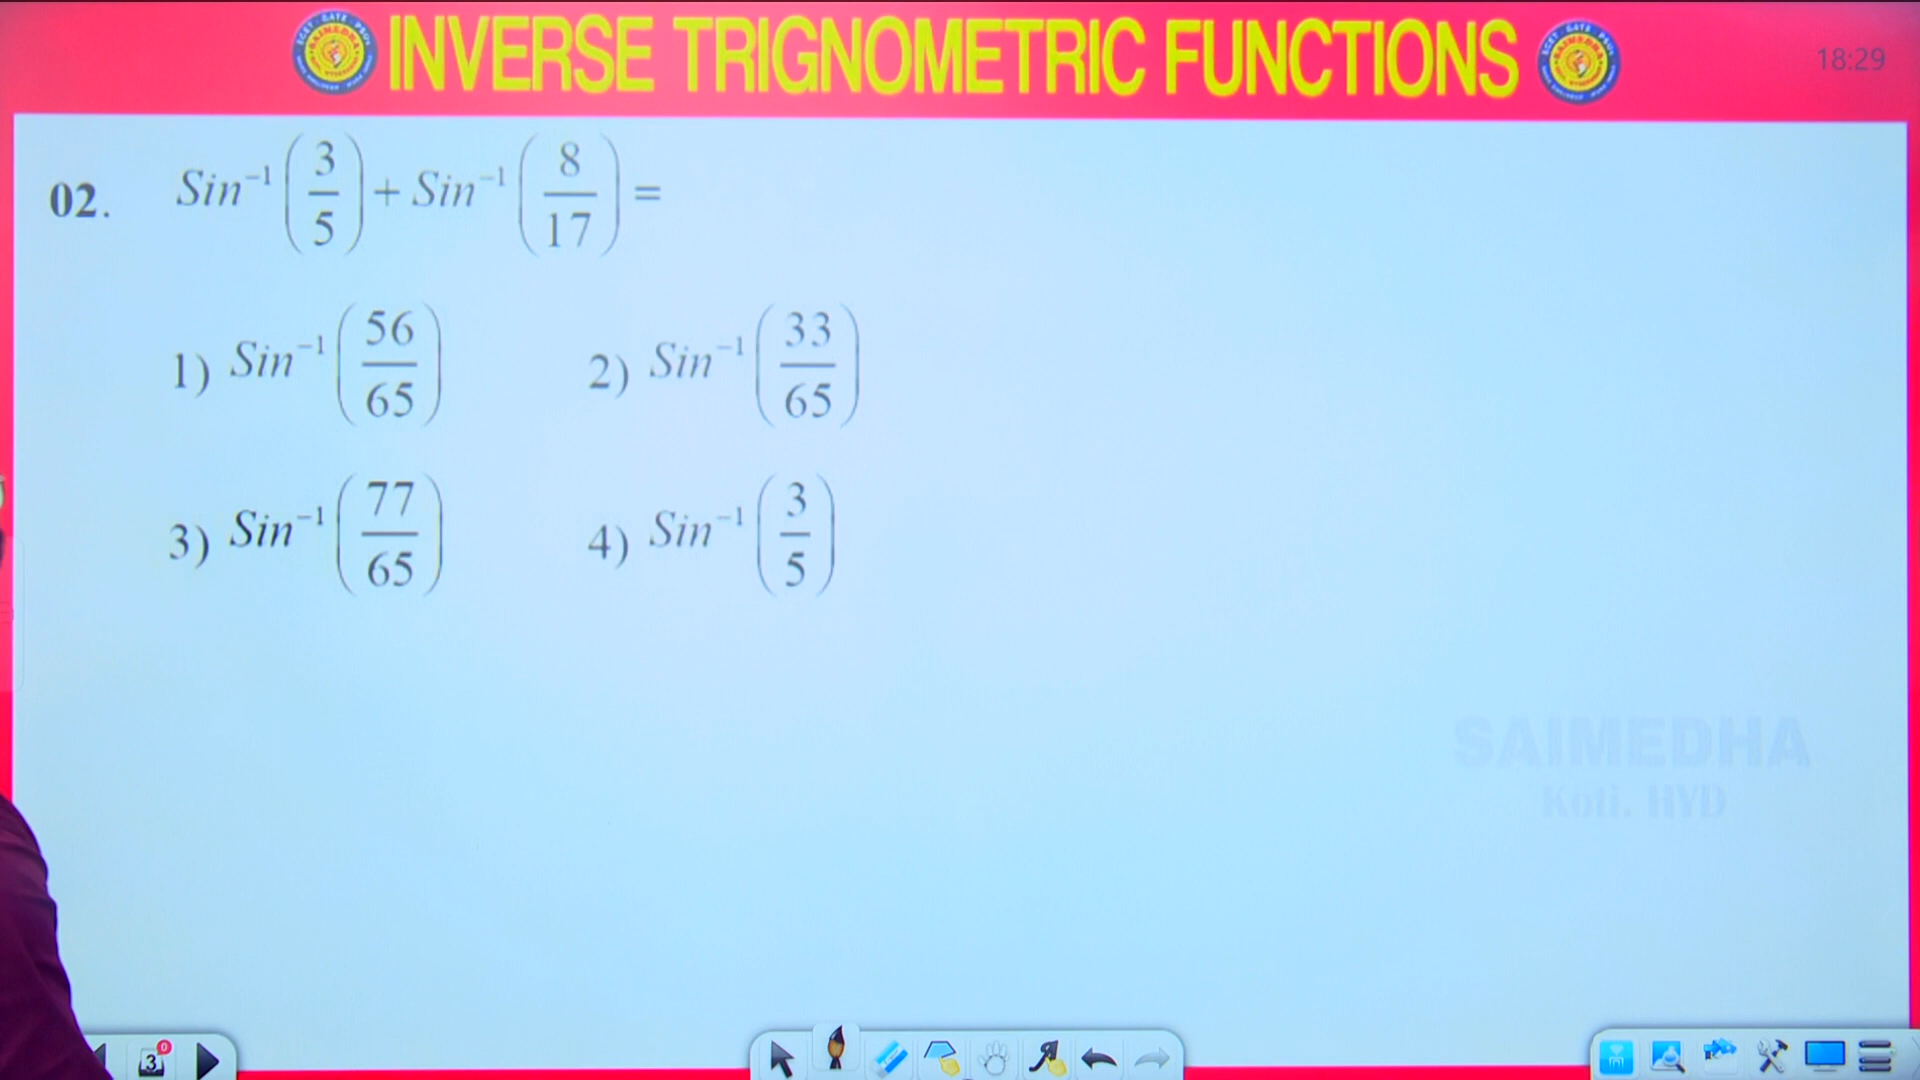 INVERSE TRIGNOMETRIC FUNCTIONS
18:29
02. Sin⁻¹(3/5) + Sin⁻¹(8/17) =
1) Sin⁻¹(56/65) 2) Sin⁻¹(33/65)
3) Sin⁻¹(77/65) 4) Sin⁻¹(3/5)
SAIMEDHA
Koti. HYD
3 0